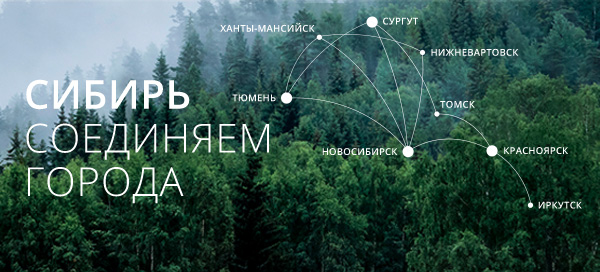 СИБИРЬ
СОЕДИНЯЕМ
ГОРОДА
ХАНТЫ-МАНСИЙСК
СУРГУТ
НИЖНЕВАРТОВСК
ТЮМЕНЬ
ТОМСК
НОВОСИБИРСК
КРАСНОЯРСК
ИРКУТСК